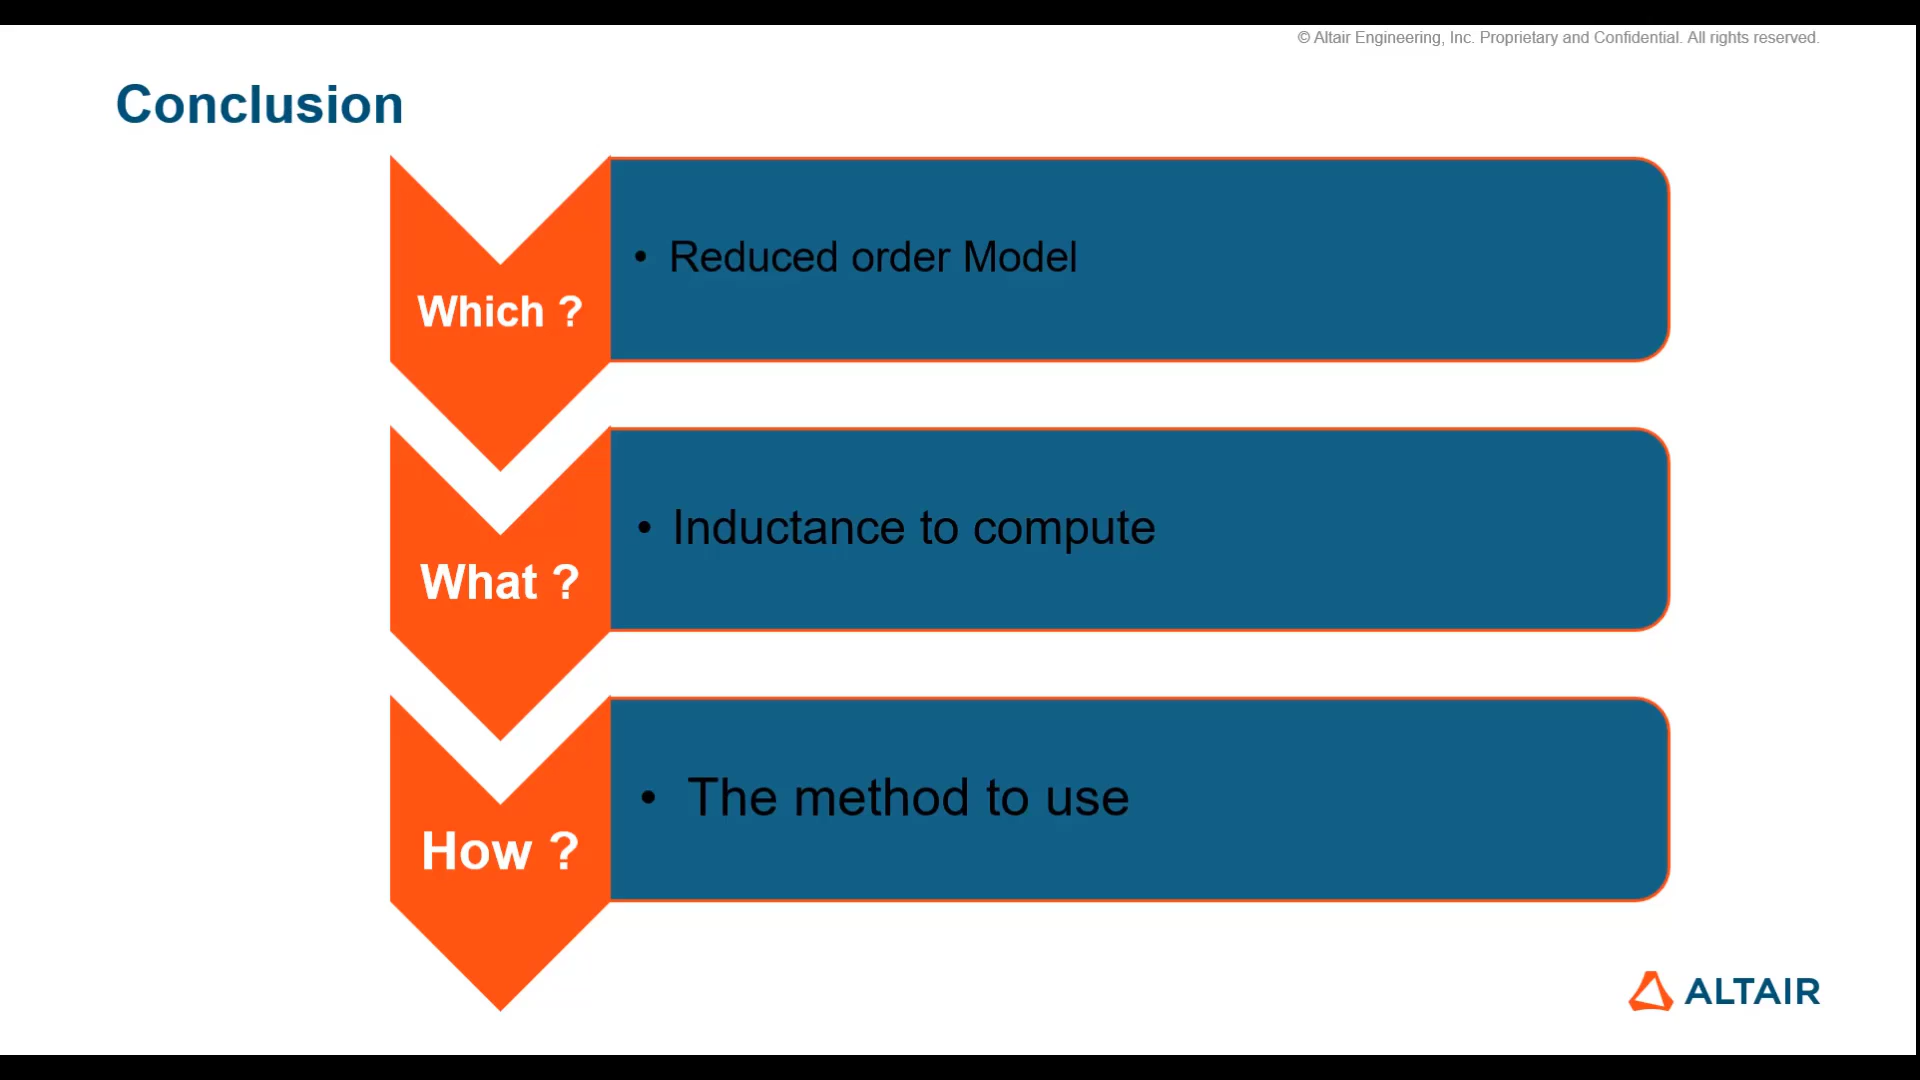 © Altair Engineering, Inc. Proprietary and Confidential. All rights reserved.
Conclusion
Which ?
• Reduced order Model
What ?
• Inductance to compute
How ?
• The method to use
ALTAIR